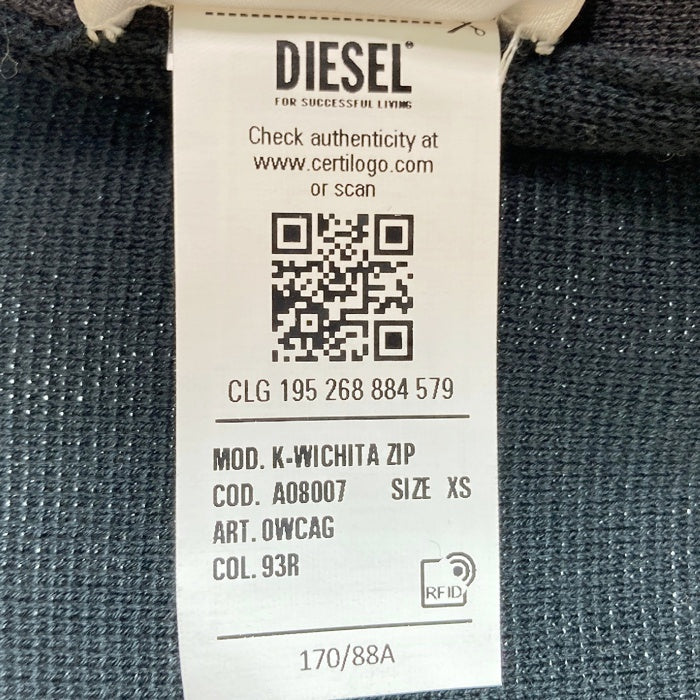 DIESEL®
FOR SUCCESSFUL LIVING
Check authenticity at
www.certilogo.com
or scan
CLG 195 268 884 579
MOD. K-WICHITA ZIP
COD. A08007 SIZE XS
ART. 0WCAG
COL. 93R
RFID
170/88A